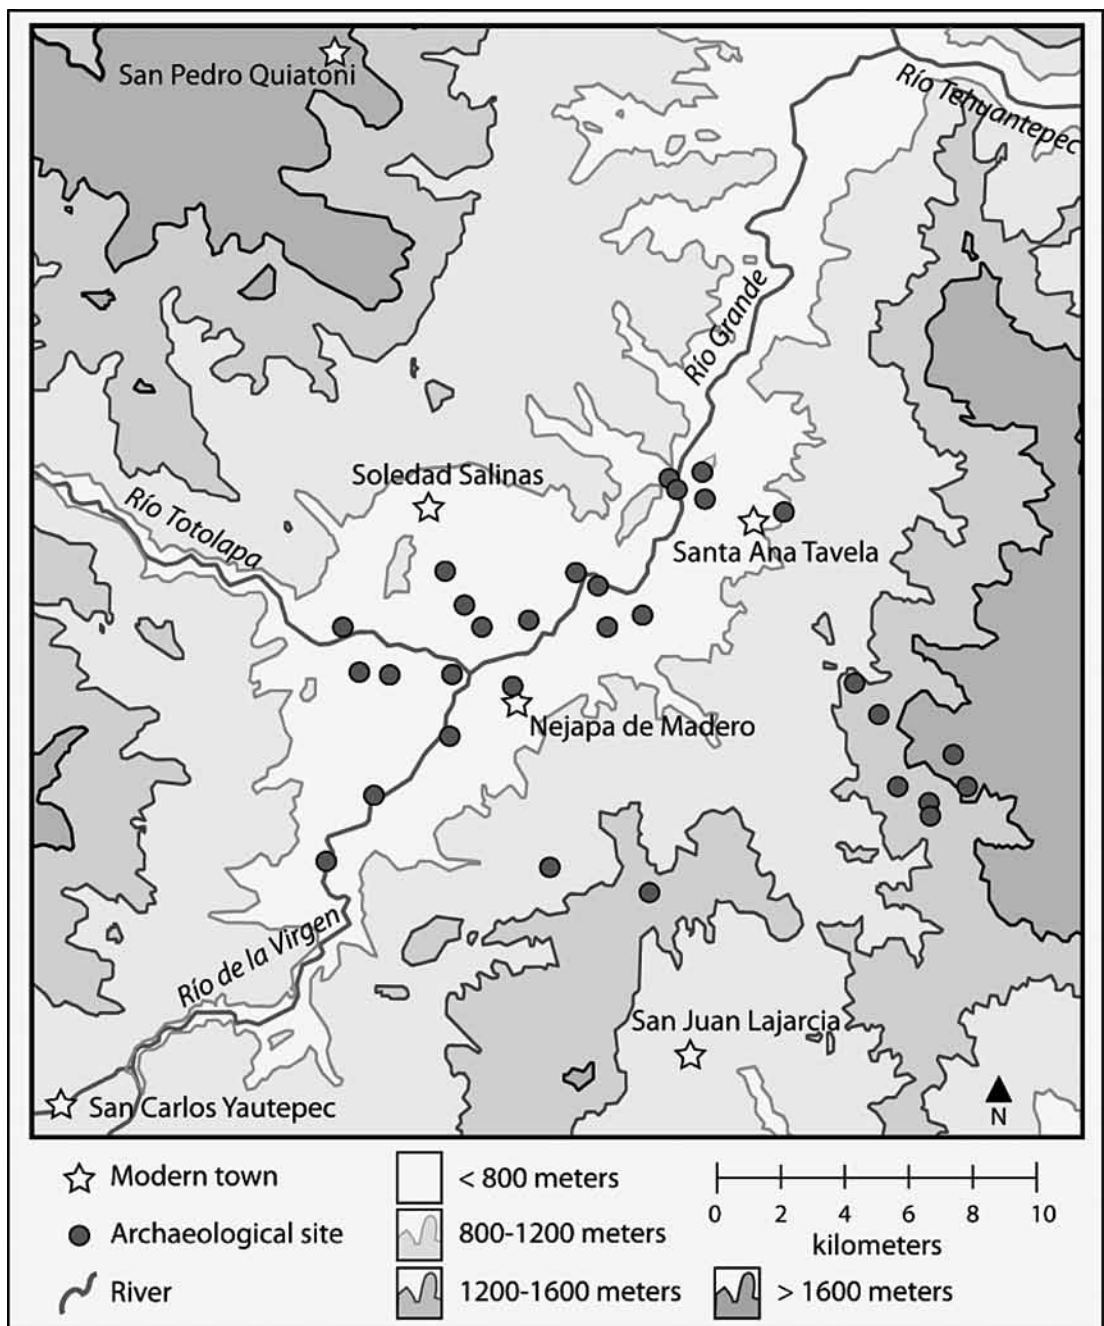 San Pedro Quiatoni
Río Tehuantepec
Río Grande
Soledad Salinas
Río Totolapa
Santa Ana Tavela
Nejapa de Madero
Río de la Virgen
San Juan Lajarcia
San Carlos Yautepec
N
Modern town
< 800 meters
0 2 4 6 8 10
Archaeological site
800-1200 meters
kilometers
River
1200-1600 meters
> 1600 meters